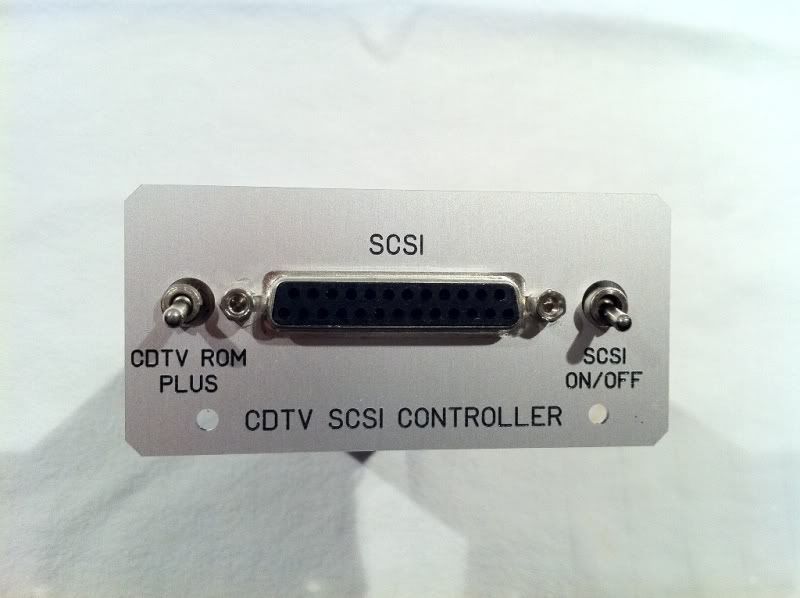 SCSI
CDTV ROM
PLUS
SCSI
ON/OFF
CDTV SCSI CONTROLLER